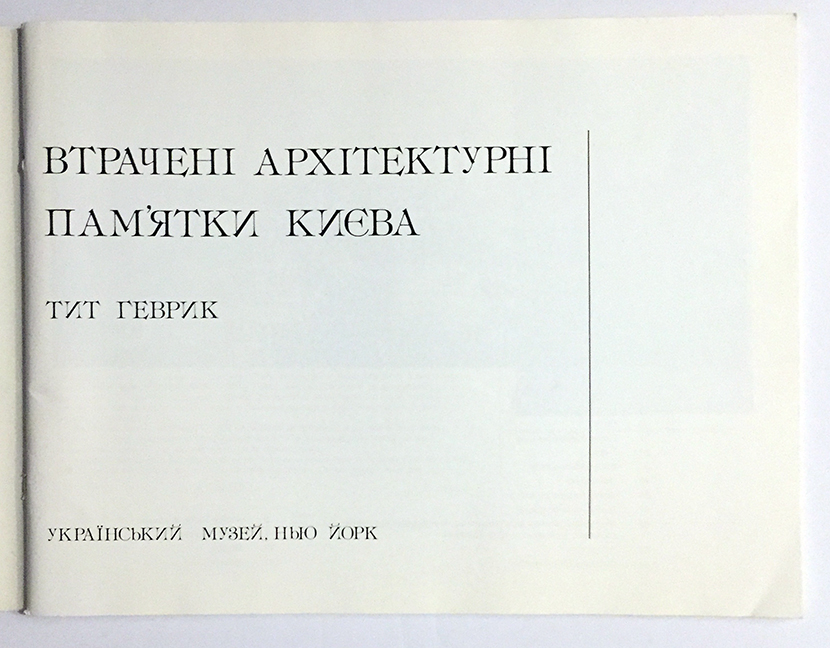 ВТРАЧЕНІ АРХІТЕКТУРНІ
ПАМ'ЯТКИ КИЄВА
ТИТ ГЕВРИК
УКРАЇНСЬКИЙ МУЗЕЙ, НЬЮ ЙОРК